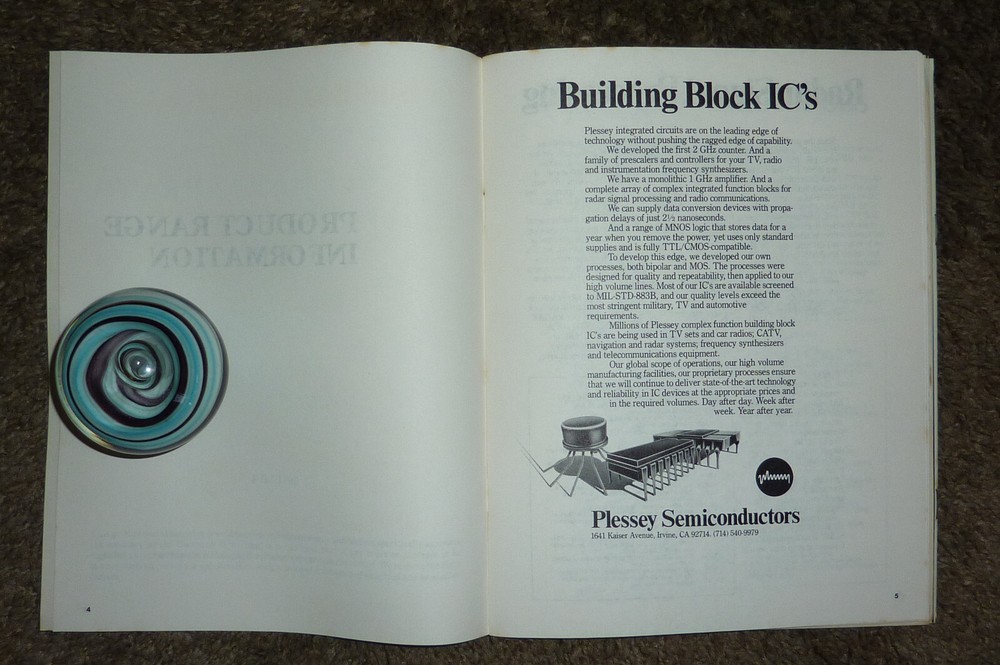 PRODUCT RANGE
INFORMATION
4
Building Block IC's
Plessey integrated circuits are on the leading edge of
technology without pushing the ragged edge of capability.
We developed the first 2 GHz counter. And a
family of prescalers and controllers for your TV, radio
and instrumentation frequency synthesizers.
We have a monolithic 1 GHz amplifier. And a
complete array of complex integrated function blocks for
radar signal processing and radio communications.
We can supply data conversion devices with propa-
gation delays of just 2½ nanoseconds.
And a range of MNOS logic that stores data for a
year when you remove the power, yet uses only standard
supplies and is fully TTL/CMOS-compatible.
To develop this edge, we developed our own
processes, both bipolar and MOS. The processes were
designed for quality and repeatability, then applied to our
high volume lines. Most of our IC's are available screened
to MIL-STD-883B, and our quality levels exceed the
most stringent military, TV and automotive
requirements.
Millions of Plessey complex function building block
IC's are being used in TV sets and car radios; CATV,
navigation and radar systems; frequency synthesizers
and telecommunications equipment.
Our global scope of operations, our high volume
manufacturing facilities, our proprietary processes ensure
that we will continue to deliver state-of-the-art technology
and reliability in IC devices at the appropriate prices and
in the required volumes. Day after day. Week after
week. Year after year.
Plessey Semiconductors
1641 Kaiser Avenue, Irvine, CA 92714. (714) 540-9979
5